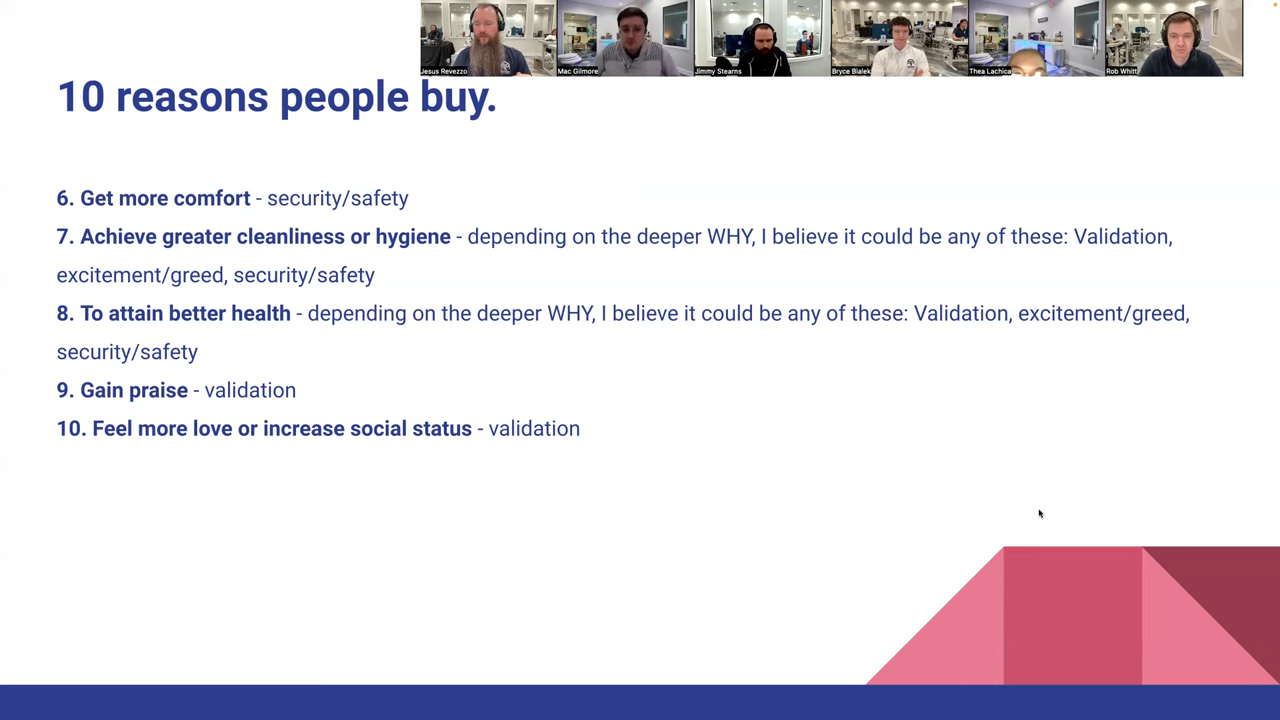 Jesus Revezzo
Mac Gilmore
Jimmy Stearns
Bryce Bialek
Thea Lachica
Rob Whitt
10 reasons people buy.
6. Get more comfort - security/safety
7. Achieve greater cleanliness or hygiene - depending on the deeper WHY, I believe it could be any of these: Validation,
excitement/greed, security/safety
8. To attain better health - depending on the deeper WHY, I believe it could be any of these: Validation, excitement/greed,
security/safety
9. Gain praise - validation
10. Feel more love or increase social status - validation